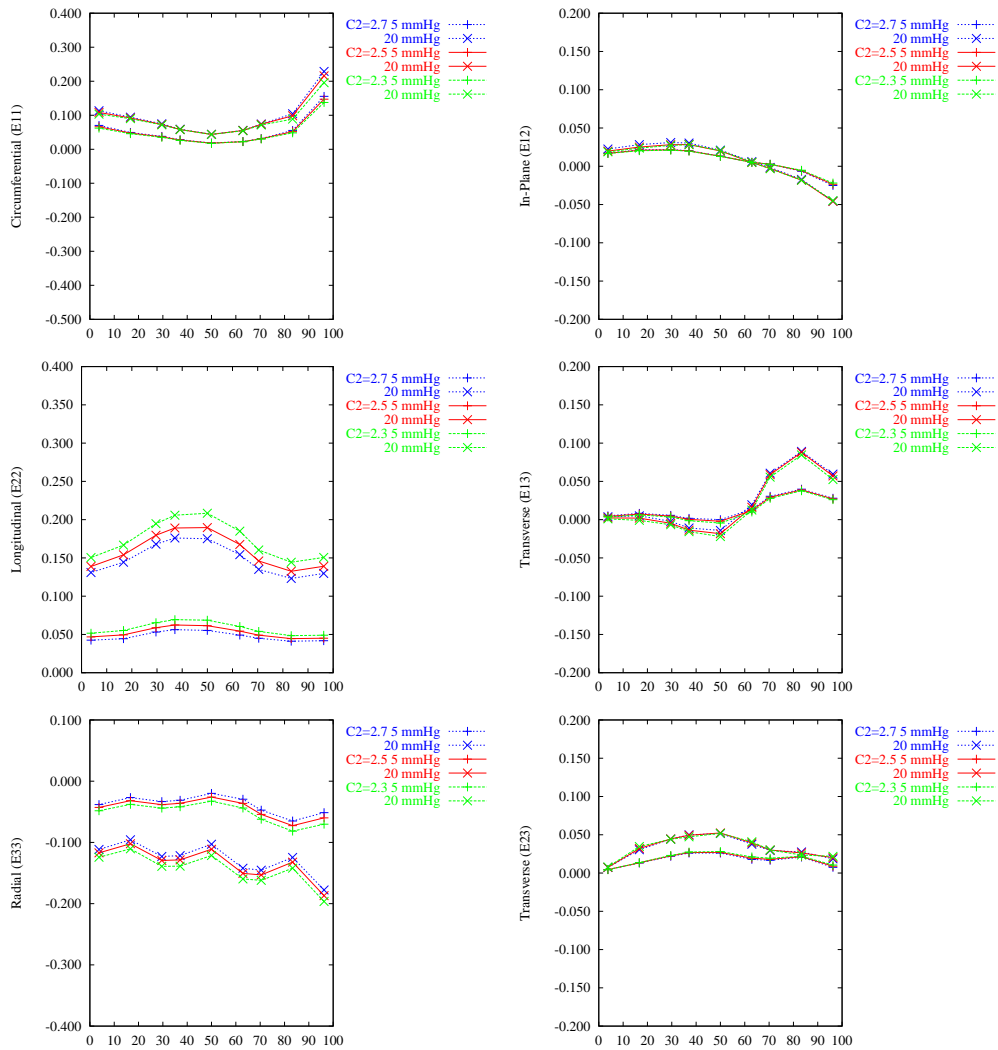 Circumferential (E11)
0.400
0.300
0.200
0.100
0.000
-0.100
-0.200
-0.300
-0.400
-0.500
0 10 20 30 40 50 60 70 80 90 100
C2=2.7 5 mmHg
20 mmHg
C2=2.5 5 mmHg
20 mmHg
C2=2.3 5 mmHg
20 mmHg
In-Plane (E12)
0.200
0.150
0.100
0.050
0.000
-0.050
-0.100
-0.150
-0.200
0 10 20 30 40 50 60 70 80 90 100
C2=2.7 5 mmHg
20 mmHg
C2=2.5 5 mmHg
20 mmHg
C2=2.3 5 mmHg
20 mmHg
Longitudinal (E22)
0.400
0.350
0.300
0.250
0.200
0.150
0.100
0.050
0.000
0 10 20 30 40 50 60 70 80 90 100
C2=2.7 5 mmHg
20 mmHg
C2=2.5 5 mmHg
20 mmHg
C2=2.3 5 mmHg
20 mmHg
Transverse (E13)
0.200
0.150
0.100
0.050
0.000
-0.050
-0.100
-0.150
-0.200
0 10 20 30 40 50 60 70 80 90 100
C2=2.7 5 mmHg
20 mmHg
C2=2.5 5 mmHg
20 mmHg
C2=2.3 5 mmHg
20 mmHg
Radial (E33)
0.100
0.000
-0.100
-0.200
-0.300
-0.400
0 10 20 30 40 50 60 70 80 90 100
C2=2.7 5 mmHg
20 mmHg
C2=2.5 5 mmHg
20 mmHg
C2=2.3 5 mmHg
20 mmHg
Transverse (E23)
0.200
0.150
0.100
0.050
0.000
-0.050
-0.100
-0.150
-0.200
0 10 20 30 40 50 60 70 80 90 100
C2=2.7 5 mmHg
20 mmHg
C2=2.5 5 mmHg
20 mmHg
C2=2.3 5 mmHg
20 mmHg